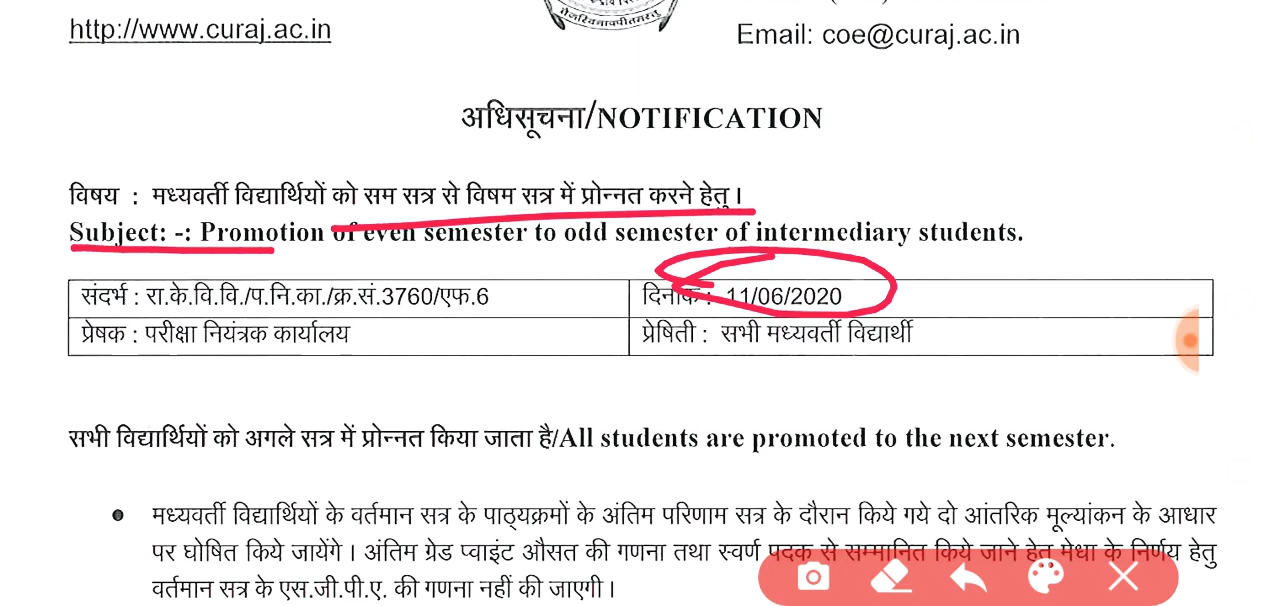 http://www.curaj.ac.in
Email: coe@curaj.ac.in
अधिसूचना/NOTIFICATION
विषय : मध्यवर्ती विद्यार्थियों को सम सत्र से विषम सत्र में प्रोन्नत करने हेतु।
Subject: -: Promotion of even semester to odd semester of intermediary students.
संदर्भ : रा.के.वि.वि./प.नि.का./क्र.सं.3760/एफ.6
दिनांक : 11/06/2020
प्रेषक : परीक्षा नियंत्रक कार्यालय
प्रेषिती : सभी मध्यवर्ती विद्यार्थी
सभी विद्यार्थियों को अगले सत्र में प्रोन्नत किया जाता है/All students are promoted to the next semester.
• मध्यवर्ती विद्यार्थियों के वर्तमान सत्र के पाठ्यक्रमों के अंतिम परिणाम सत्र के दौरान किये गये दो आंतरिक मूल्यांकन के आधार
पर घोषित किये जायेंगे। अंतिम ग्रेड प्वाइंट औसत की गणना तथा स्वर्ण पदक से सम्मानित किये जाने हेतु मेधा के निर्णय हेतु
वर्तमान सत्र के एस.जी.पी.ए. की गणना नहीं की जाएगी।